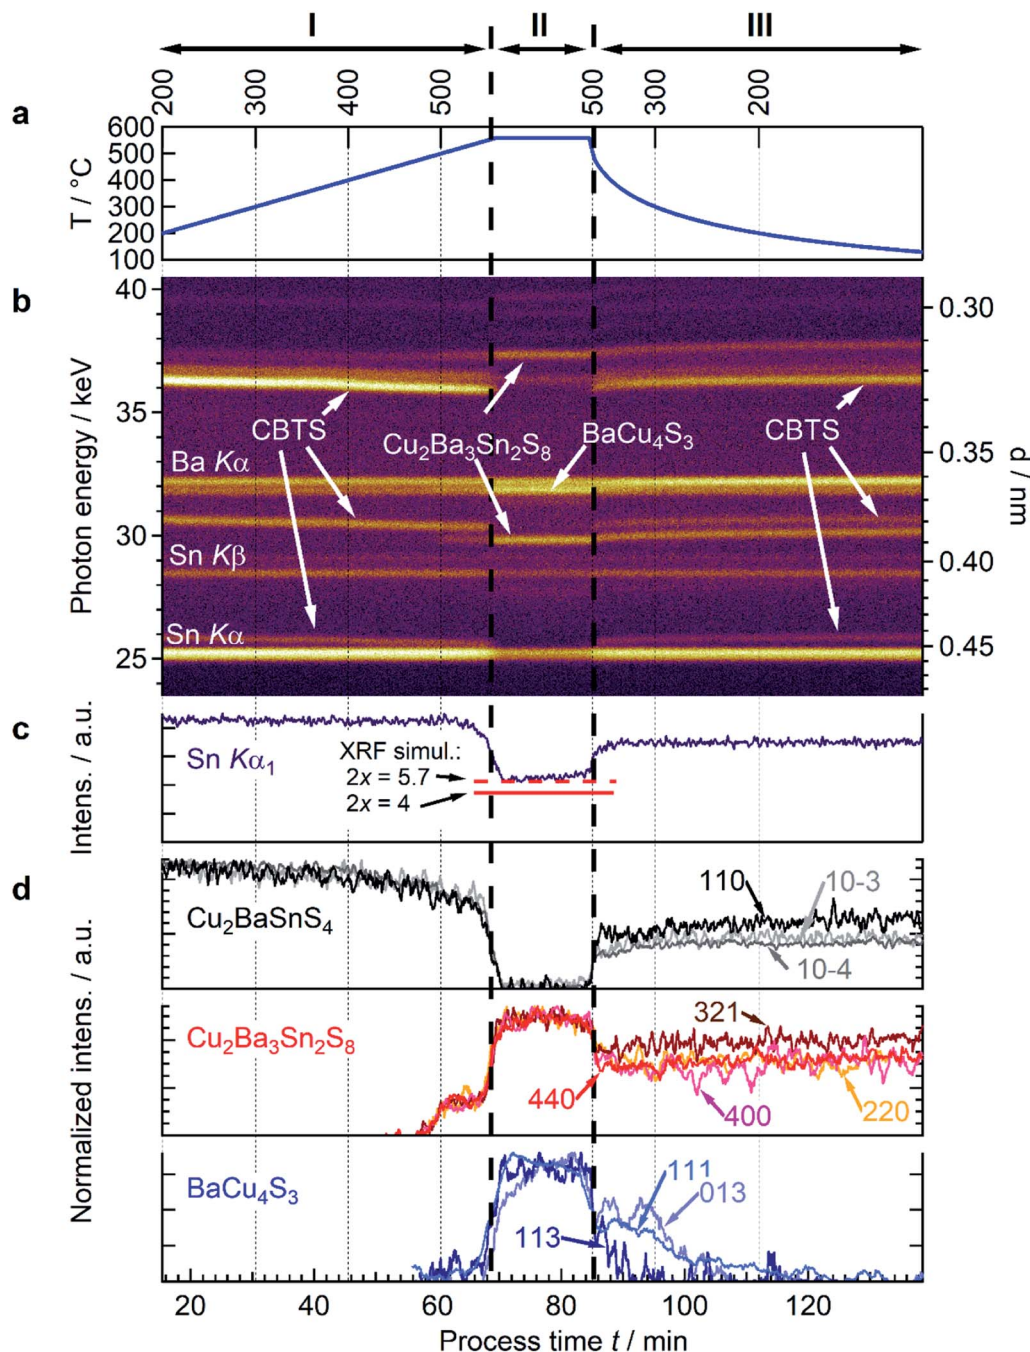 I II III
200 300 400 500 500 300 200
a
600
500
400
300
200
100
T / °C
b
40
35
30
25
Photon energy / keV
0.30
0.35
0.40
0.45
d / nm
CBTS
Cu₂Ba₃Sn₂S₈
BaCu₄S₃
CBTS
Ba Kα
Sn Kβ
Sn Kα
c
Intens. / a.u.
Sn Kα₁
XRF simul.:
2x = 5.7
2x = 4
d
Normalized intens. / a.u.
Cu₂BaSnS₄
110
10-3
10-4
Cu₂Ba₃Sn₂S₈
321
440
400
220
BaCu₄S₃
111
013
113
20 40 60 80 100 120
Process time t / min